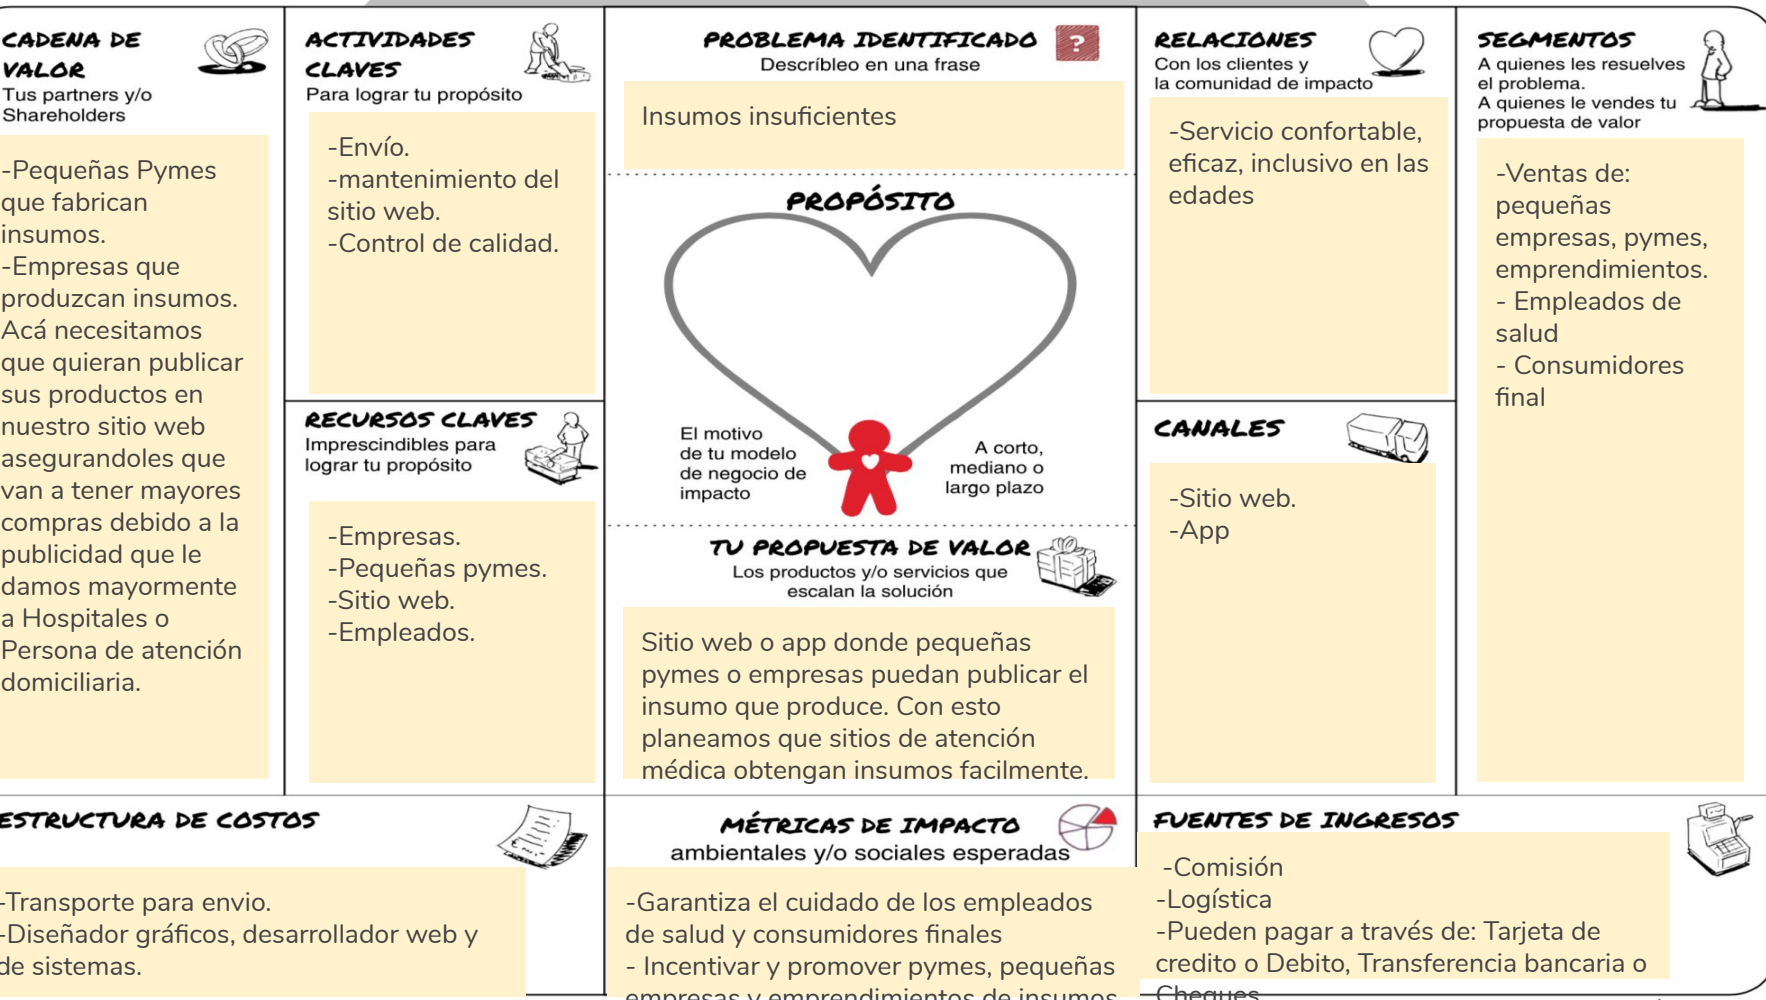 CADENA DE
VALOR
Tus partners y/o
Shareholders
-Pequeñas Pymes
que fabrican
insumos.
-Empresas que
produzcan insumos.
Acá necesitamos
que quieran publicar
sus productos en
nuestro sitio web
asegurandoles que
van a tener mayores
compras debido a la
publicidad que le
damos mayormente
a Hospitales o
Persona de atención
domiciliaria.
ACTIVIDADES
CLAVES
Para lograr tu propósito
-Envío.
-mantenimiento del
sitio web.
-Control de calidad.
RECURSOS CLAVES
Imprescindibles para
lograr tu propósito
-Empresas.
-Pequeñas pymes.
-Sitio web.
-Empleados.
PROBLEMA IDENTIFICADO
?
Descríbleo en una frase
Insumos insuficientes
PROPÓSITO
El motivo
de tu modelo
de negocio de
impacto
A corto,
mediano o
largo plazo
TU PROPUESTA DE VALOR
Los productos y/o servicios que
escalan la solución
Sitio web o app donde pequeñas
pymes o empresas puedan publicar el
insumo que produce. Con esto
planeamos que sitios de atención
médica obtengan insumos facilmente.
RELACIONES
Con los clientes y
la comunidad de impacto
-Servicio confortable,
eficaz, inclusivo en las
edades
CANALES
-Sitio web.
-App
SEGMENTOS
A quienes les resuelves
el problema.
A quienes le vendes tu
propuesta de valor
-Ventas de:
pequeñas
empresas, pymes,
emprendimientos.
- Empleados de
salud
- Consumidores
final
ESTRUCTURA DE COSTOS
-Transporte para envio.
-Diseñador gráficos, desarrollador web y
de sistemas.
MÉTRICAS DE IMPACTO
ambientales y/o sociales esperadas
-Garantiza el cuidado de los empleados
de salud y consumidores finales
- Incentivar y promover pymes, pequeñas
empresas y emprendimientos de insumos
FUENTES DE INGRESOS
-Comisión
-Logística
-Pueden pagar a través de: Tarjeta de
credito o Debito, Transferencia bancaria o
Cheques